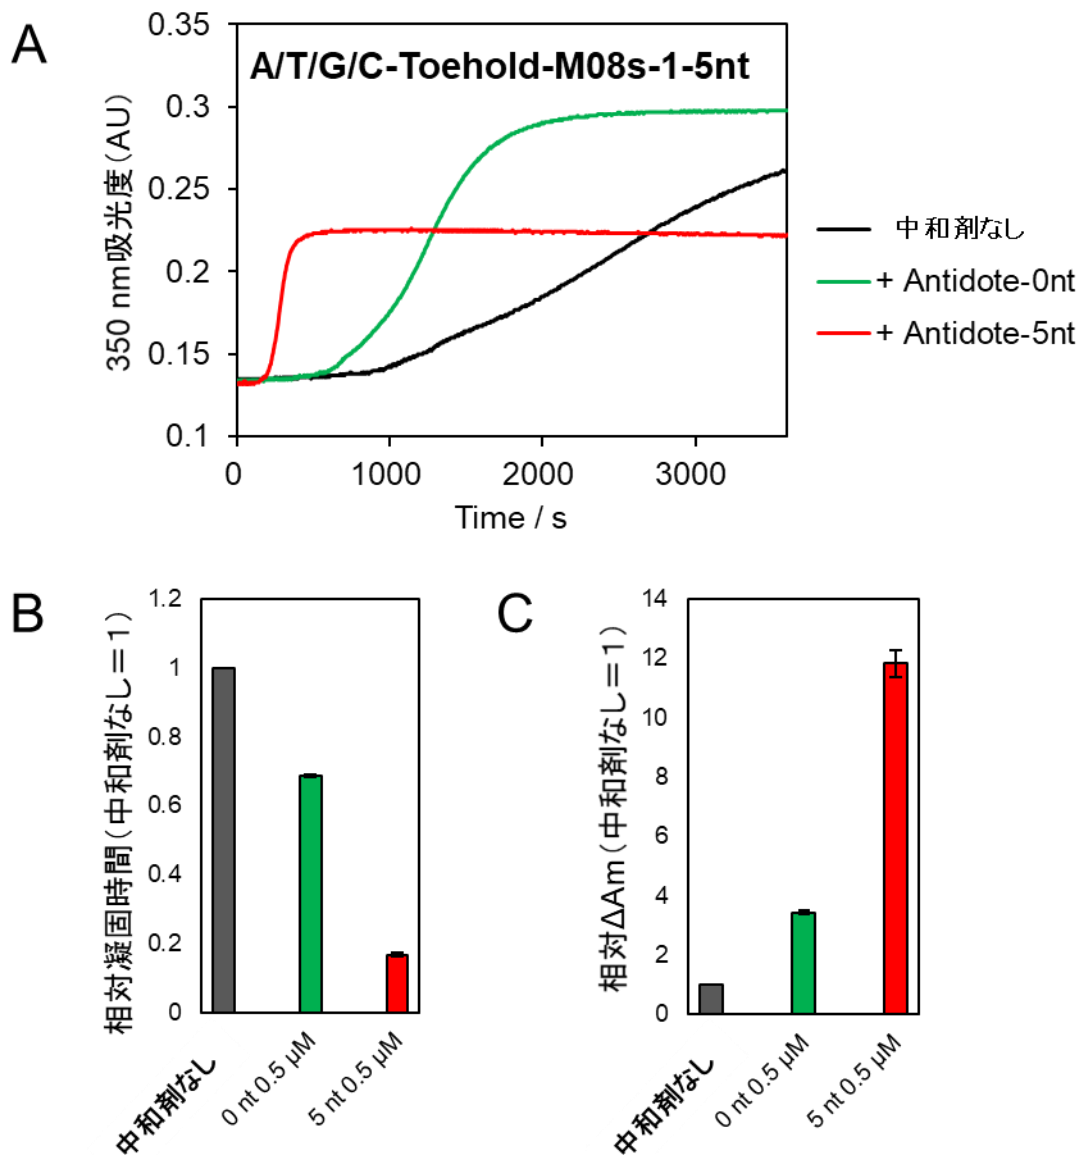 A
A/T/G/C-Toehold-M08s-1-5nt
350 nm吸光度(AU)
0.35
0.3
0.25
0.2
0.15
0.1
0
1000
2000
3000
Time / s
中和剤なし
+ Antidote-0nt
+ Antidote-5nt
B
相対凝固時間(中和剤なし=1)
1.2
1
0.8
0.6
0.4
0.2
0
中和剤なし
0 nt 0.5 μM
5 nt 0.5 μM
C
相対ΔAm(中和剤なし=1)
14
12
10
8
6
4
2
0
中和剤なし
0 nt 0.5 μM
5 nt 0.5 μM